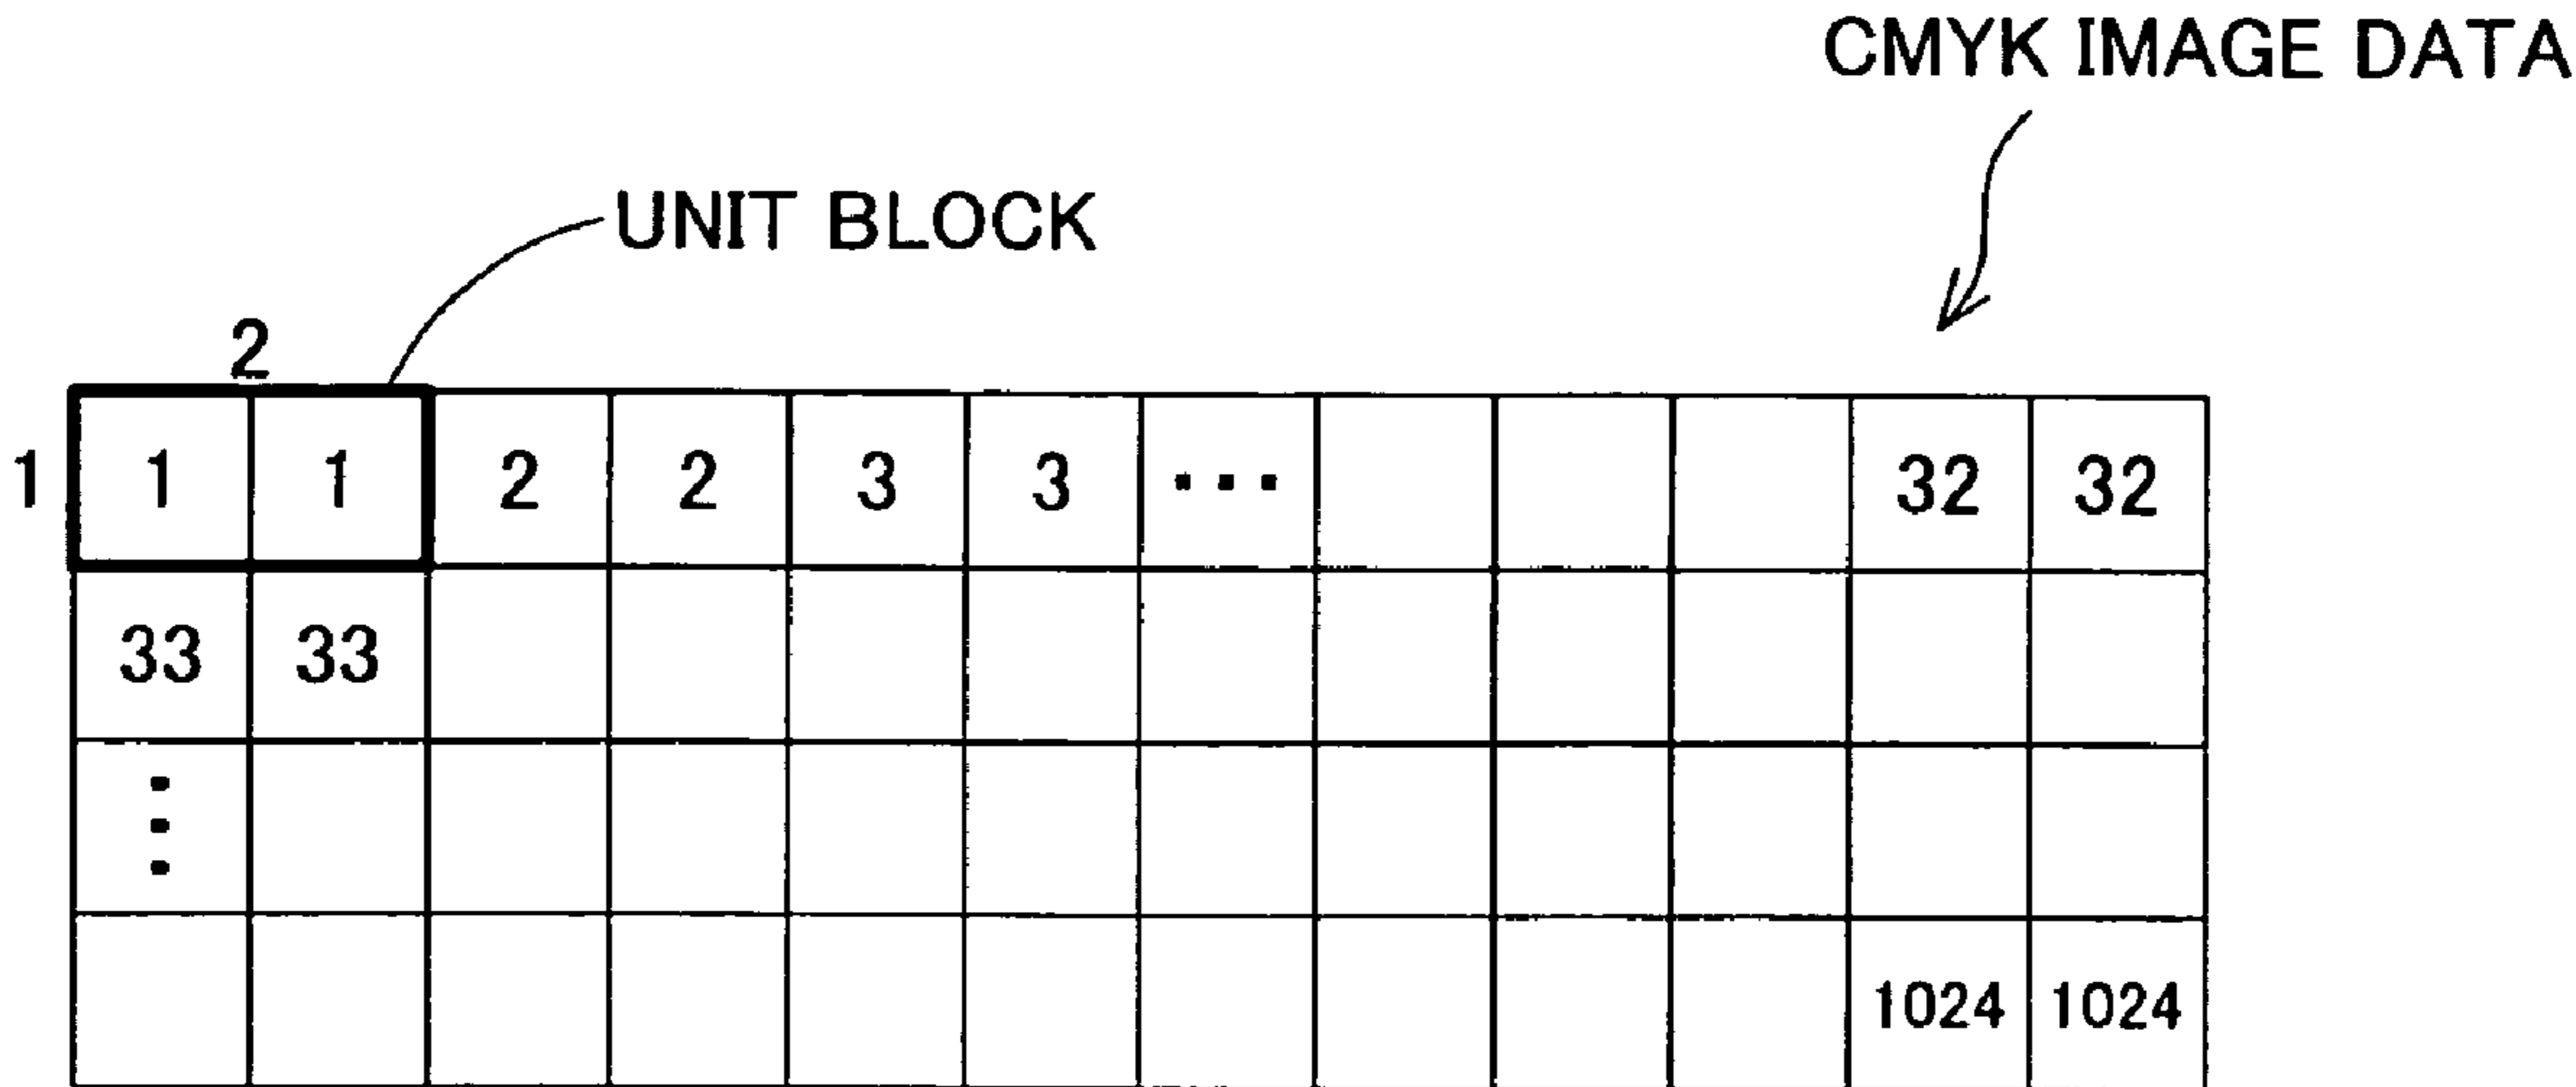 CMYK IMAGE DATA
UNIT BLOCK
2
1 1 1 2 2 3 3 ... 32 32
33 33
⋮
1024 1024